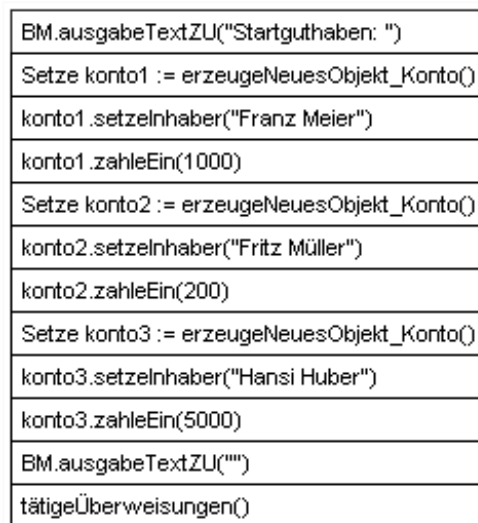 BM.ausgabeTextZU("Startguthaben: ")
Setze konto1 := erzeugeNeuesObjekt_Konto()
konto1.setzeInhaber("Franz Meier")
konto1.zahleEin(1000)
Setze konto2 := erzeugeNeuesObjekt_Konto()
konto2.setzeInhaber("Fritz Müller")
konto2.zahleEin(200)
Setze konto3 := erzeugeNeuesObjekt_Konto()
konto3.setzeInhaber("Hansi Huber")
konto3.zahleEin(5000)
BM.ausgabeTextZU("")
tätigeÜberweisungen()